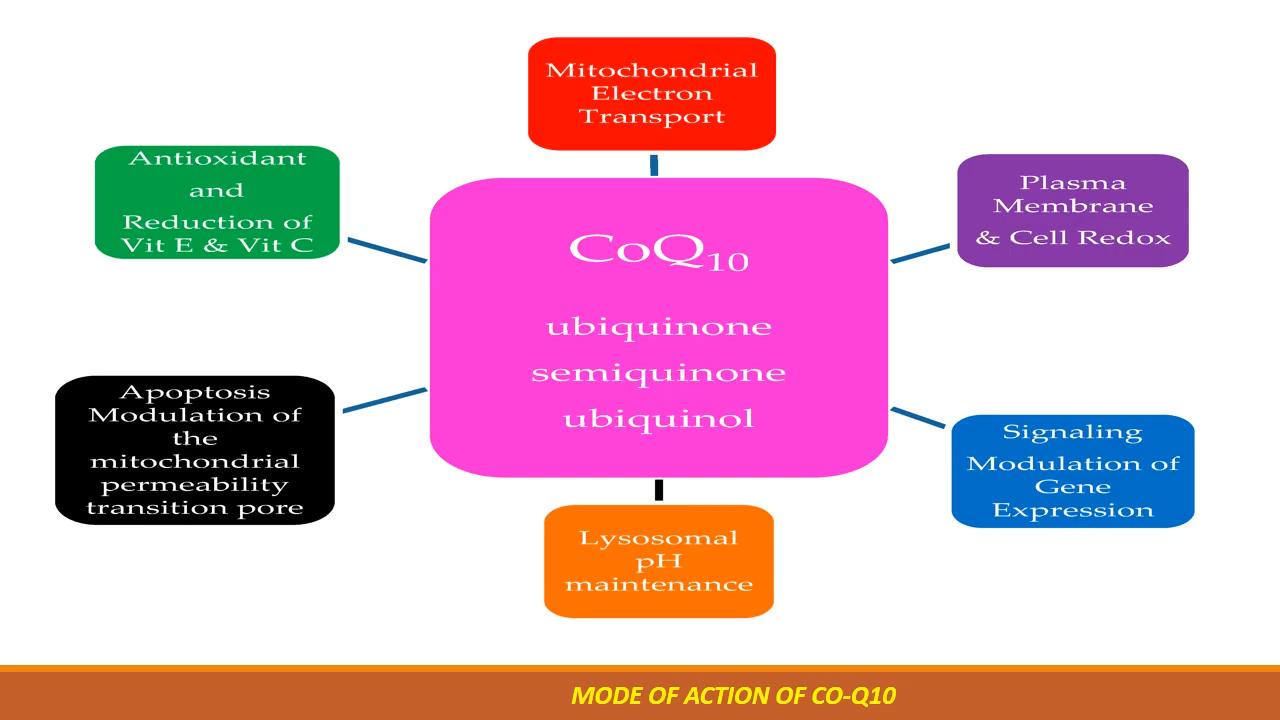 Mitochondrial
Electron
Transport
Antioxidant
and
Reduction of
Vit E & Vit C
Plasma
Membrane
& Cell Redox
CoQ10
ubiquinone
semiquinone
ubiquinol
Apoptosis
Modulation of
the
mitochondrial
permeability
transition pore
Signaling
Modulation of
Gene
Expression
Lysosomal
pH
maintenance
MODE OF ACTION OF CO-Q10